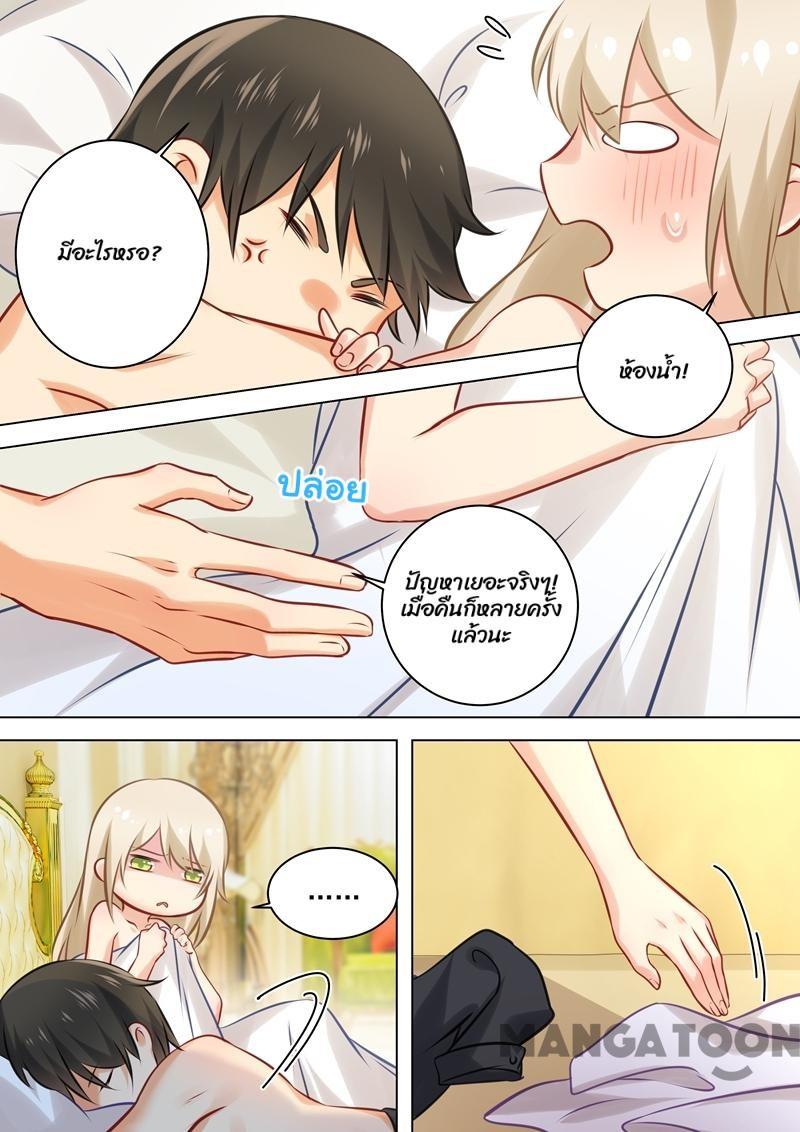 มีอะไรหรอ?
ห้องน้ำ!
ปล่อย
ปัญหาเยอะจริงๆ!
เมื่อคืนก็หลายครั้ง
แล้วนะ
......
MANGATOON